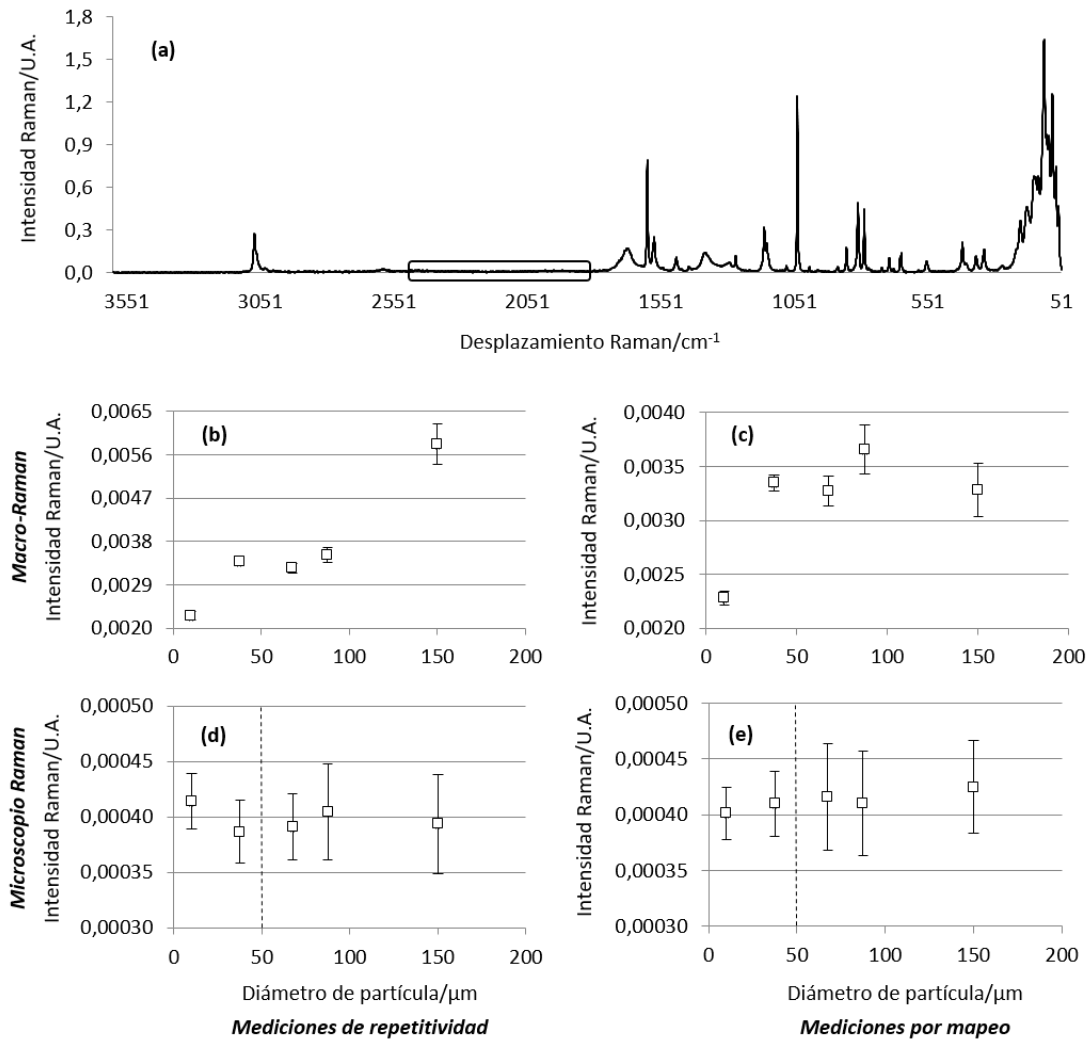 (a)
Intensidad Raman/U.A.
1,8
1,5
1,2
0,9
0,6
0,3
0,0
3551 3051 2551 2051 1551 1051 551 51
Desplazamiento Raman/cm⁻¹
Macro-Raman
Intensidad Raman/U.A.
(b)
0,0065
0,0056
0,0047
0,0038
0,0029
0,0020
0 50 100 150 200
Intensidad Raman/U.A.
(c)
0,0040
0,0035
0,0030
0,0025
0,0020
0 50 100 150 200
Microscopio Raman
Intensidad Raman/U.A.
(d)
0,00050
0,00045
0,00040
0,00035
0,00030
0 50 100 150 200
Diámetro de partícula/µm
Mediciones de repetitividad
Intensidad Raman/U.A.
(e)
0,00050
0,00045
0,00040
0,00035
0,00030
0 50 100 150 200
Diámetro de partícula/µm
Mediciones por mapeo